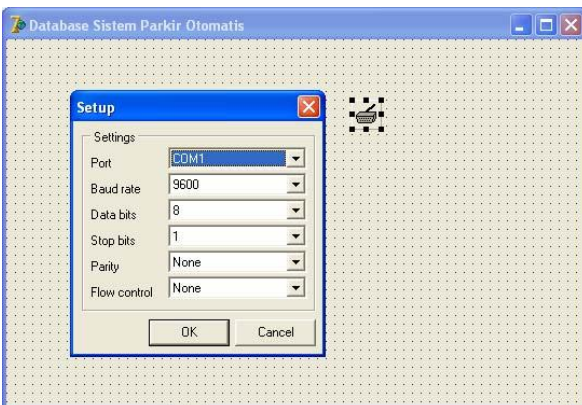 Database Sistem Parkir Otomatis
Setup
Settings
Port COM1
Baud rate 9600
Data bits 8
Stop bits 1
Parity None
Flow control None
OK Cancel